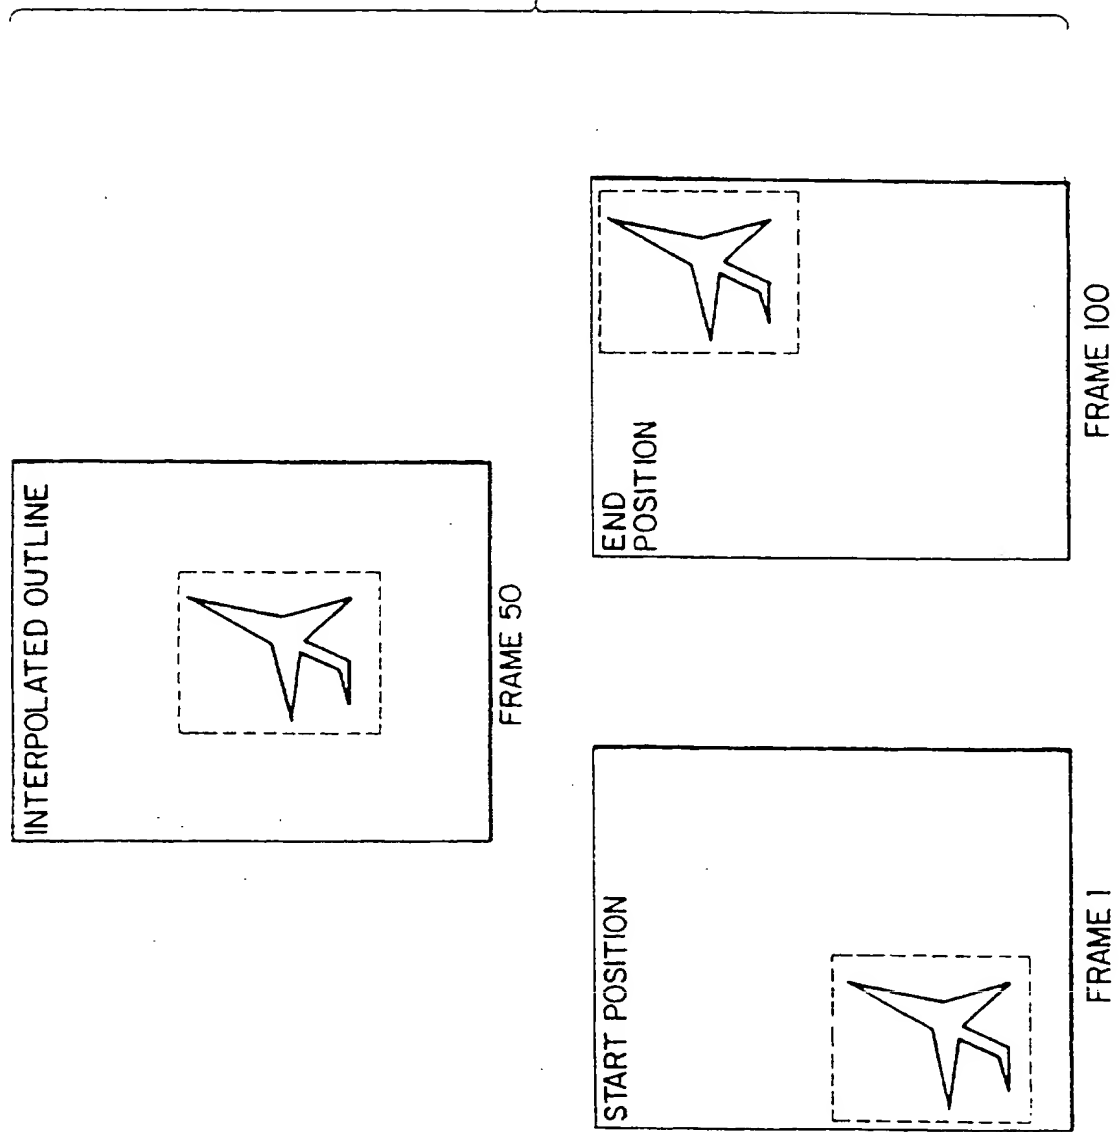 INTERPOLATED OUTLINE
FRAME 50
START POSITION
FRAME 1
END
POSITION
FRAME 100